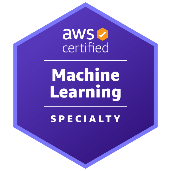 aws
certified
Machine
Learning
SPECIALTY